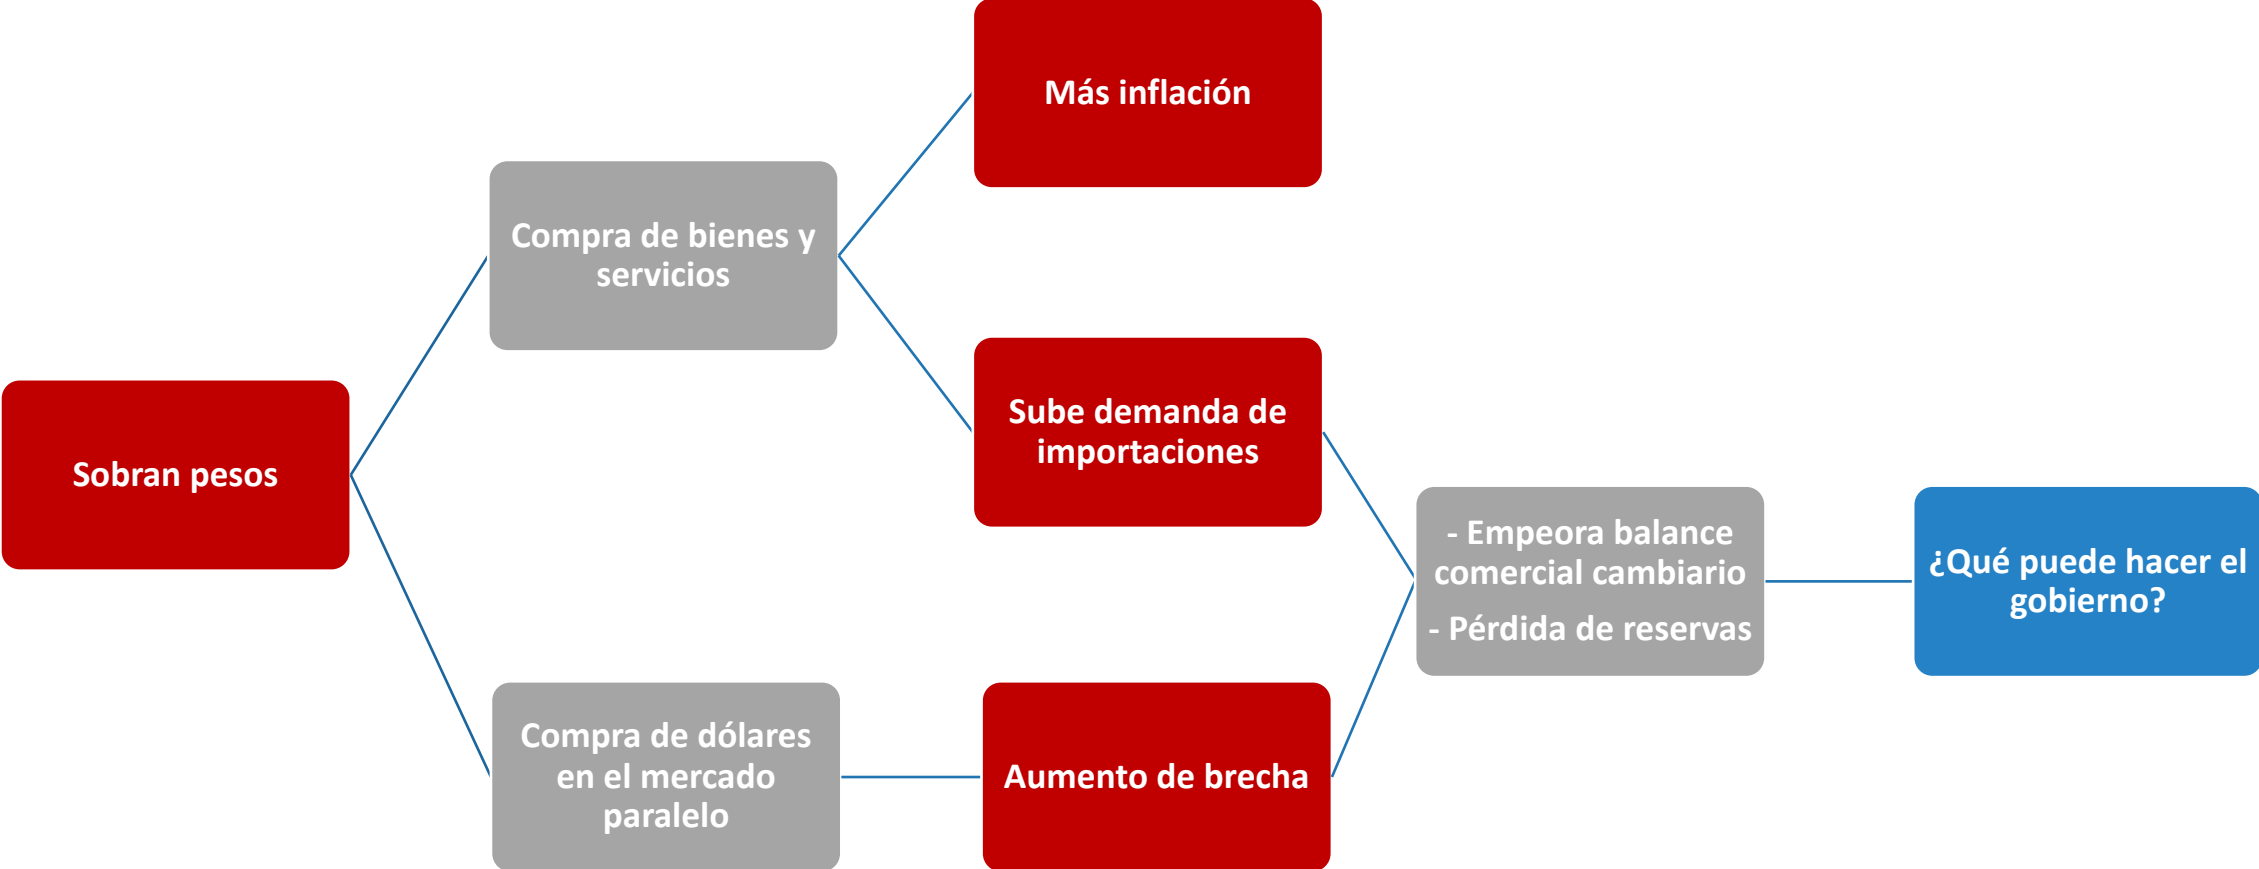 Más inflación
Compra de bienes y
servicios
Sube demanda de
importaciones
Sobran pesos
- Empeora balance
comercial cambiario
- Pérdida de reservas
¿Qué puede hacer el
gobierno?
Compra de dólares
en el mercado
paralelo
Aumento de brecha